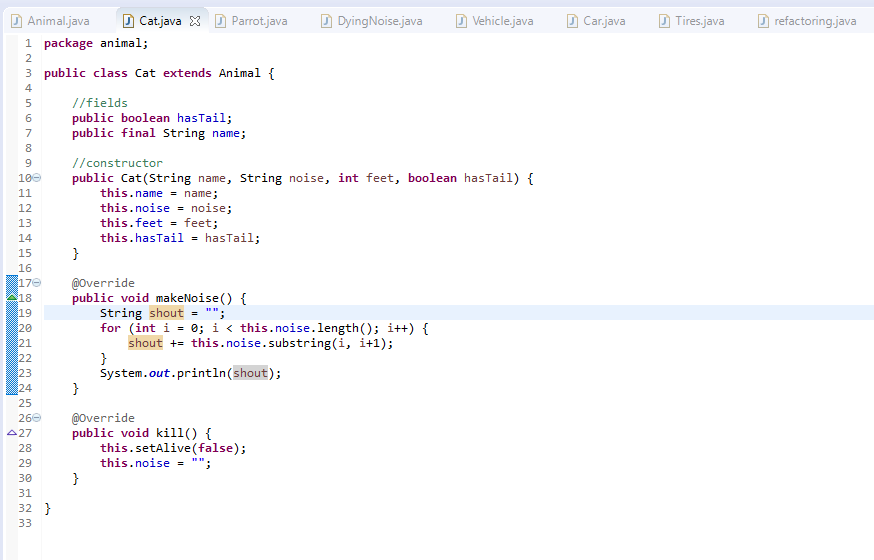 Animal.java Cat.java Parrot.java DyingNoise.java Vehicle.java Car.java Tires.java refactoring.java
1 package animal;
2
3 public class Cat extends Animal {
4
5     //fields
6     public boolean hasTail;
7     public final String name;
8
9     //constructor
10     public Cat(String name, String noise, int feet, boolean hasTail) {
11         this.name = name;
12         this.noise = noise;
13         this.feet = feet;
14         this.hasTail = hasTail;
15     }
16
17     @Override
18     public void makeNoise() {
19         String shout = "";
20         for (int i = 0; i < this.noise.length(); i++) {
21             shout += this.noise.substring(i, i+1);
22         }
23         System.out.println(shout);
24     }
25
26     @Override
27     public void kill() {
28         this.setAlive(false);
29         this.noise = "";
30     }
31
32 }
33